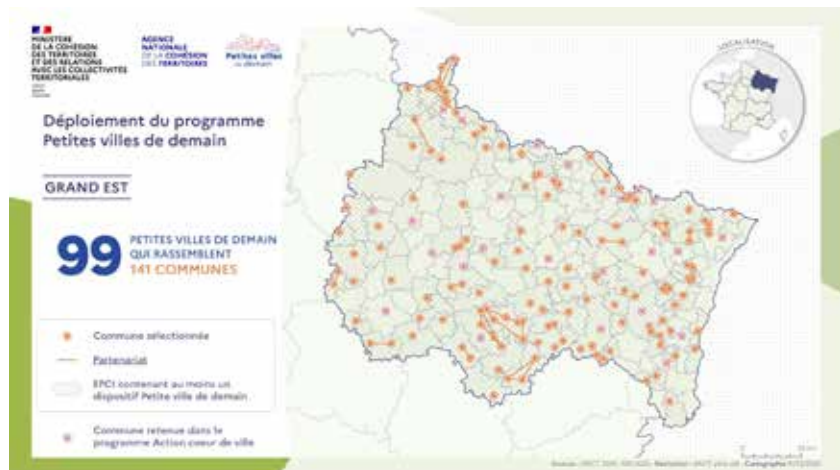 MINISTÈRE
DE LA COHÉSION
DES TERRITOIRES
ET DES RELATIONS
AVEC LES COLLECTIVITÉS
TERRITORIALES
AGENCE
NATIONALE
DE LA COHÉSION
DES TERRITOIRES
Petites villes
de demain
LOCALISATION
Déploiement du programme
Petites villes de demain
GRAND EST
99
PETITES VILLES DE DEMAIN
QUI RASSEMBLENT
141 COMMUNES
Commune sélectionnée
Partenariat
EPCI contenant au moins un
dispositif Petite ville de demain
Commune retenue dans le
programme Action coeur de ville